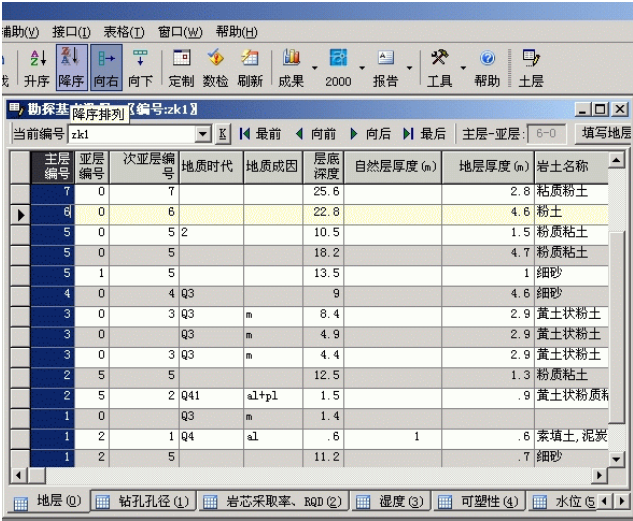 辅助(V) 接口(I) 表格(T) 窗口(W) 帮助(H)
升序 降序 向右 向下 定制 数检 刷新 成果 2000 报告 工具 帮助 土层
勘探基 【编号:zk1】
降序排列
当前编号 zk1 K 最前 向前 向后 最后 主层-亚层: 6-0 填写地层
主层编号 亚层编号 次亚层编号 地质时代 地质成因 层底深度 自然层厚度(m) 地层厚度(m) 岩土名称
7 0 7 25.6 2.8 粘质粉土
6 0 6 22.8 4.6 粉土
5 0 5 2 10.5 1.5 粉质粘土
5 0 5 18.2 4.7 粉质粘土
5 1 5 13.5 1 细砂
4 0 4 Q3 9 4.6 细砂
3 0 3 Q3 m 8.4 2.9 黄土状粉土
3 0 Q3 m 4.9 2.9 黄土状粉土
3 0 3 Q3 m 4.4 2.9 黄土状粉土
2 5 5 12.5 1.3 粉质粘土
2 5 2 Q41 al+pl 1.5 .9 黄土状粉质粘
1 0 Q3 m 1.4
1 2 1 Q4 al .6 1 .6 素填土,泥炭
1 2 5 11.2 .7 细砂
地层(0) 钻孔孔径(1) 岩芯采取率、RQD(2) 湿度(3) 可塑性(4) 水位(5